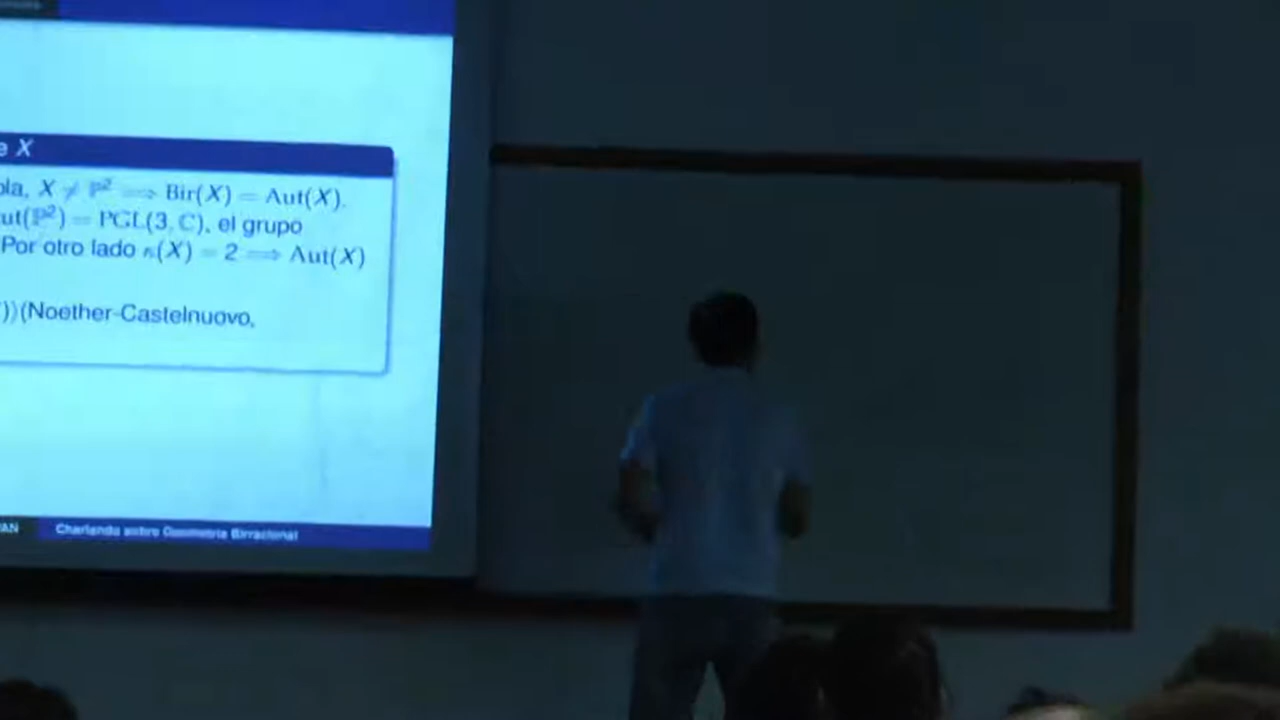 e X
ola, X ≠ ℙ² ⟹ Bir(X) = Aut(X).
ut(ℙ²) = PGL(3, ℂ), el grupo
Por otro lado κ(X) = 2 ⟹ Aut(X)
))(Noether-Castelnuovo,
PAN Charlando sobre Geometría Birracional